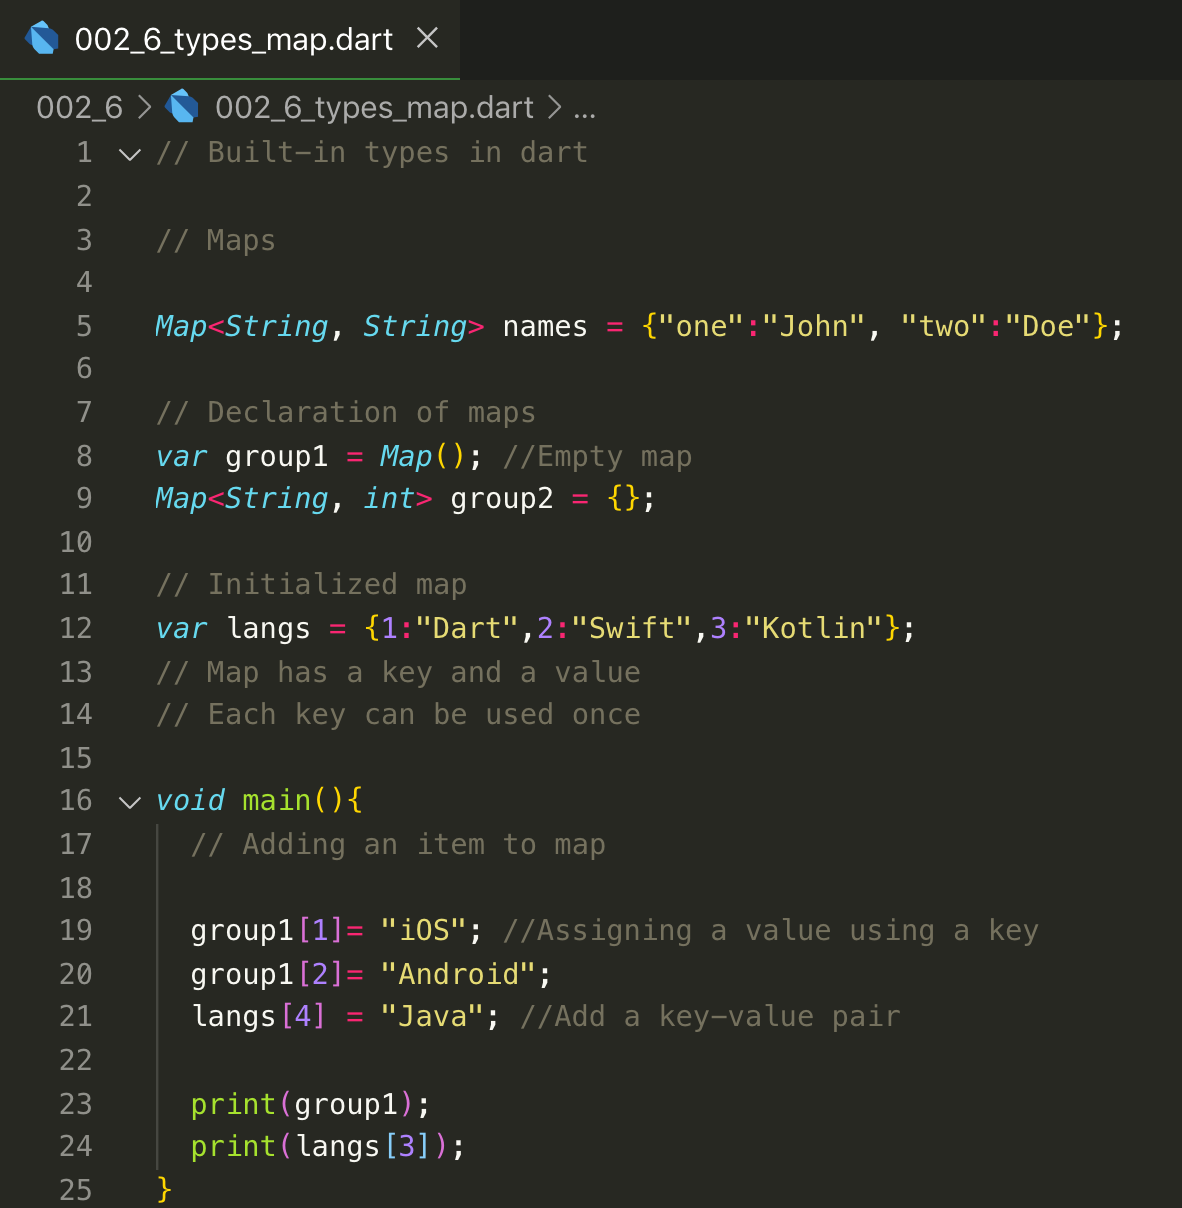 002_6_types_map.dart
002_6 > 002_6_types_map.dart > ...
1 // Built-in types in dart
2
3 // Maps
4
5 Map<String, String> names = {"one":"John", "two":"Doe"};
6
7 // Declaration of maps
8 var group1 = Map(); //Empty map
9 Map<String, int> group2 = {};
10
11 // Initialized map
12 var langs = {1:"Dart",2:"Swift",3:"Kotlin"};
13 // Map has a key and a value
14 // Each key can be used once
15
16 void main(){
17   // Adding an item to map
18
19   group1[1]= "iOS"; //Assigning a value using a key
20   group1[2]= "Android";
21   langs[4] = "Java"; //Add a key-value pair
22
23   print(group1);
24   print(langs[3]);
25 }